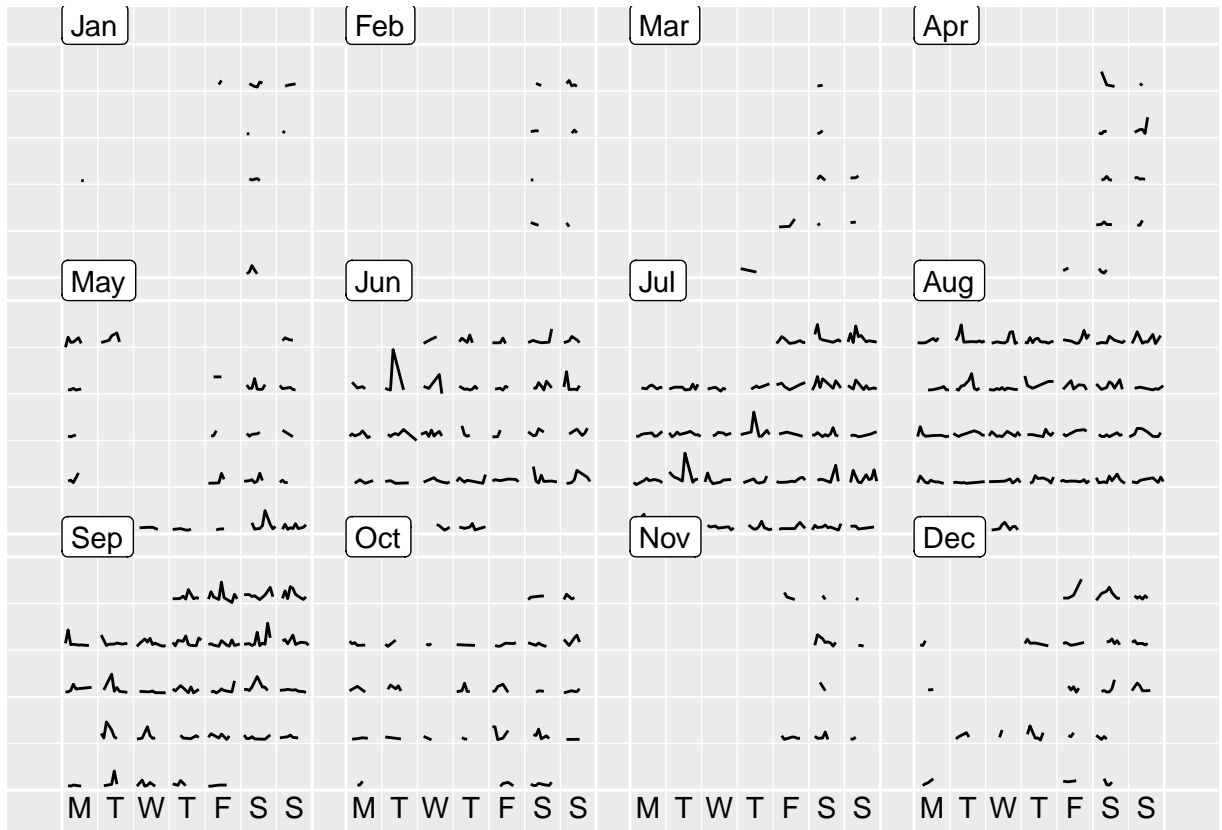 Jan Feb Mar Apr
May Jun Jul Aug
Sep Oct Nov Dec
M T W T F S S M T W T F S S M T W T F S S M T W T F S S